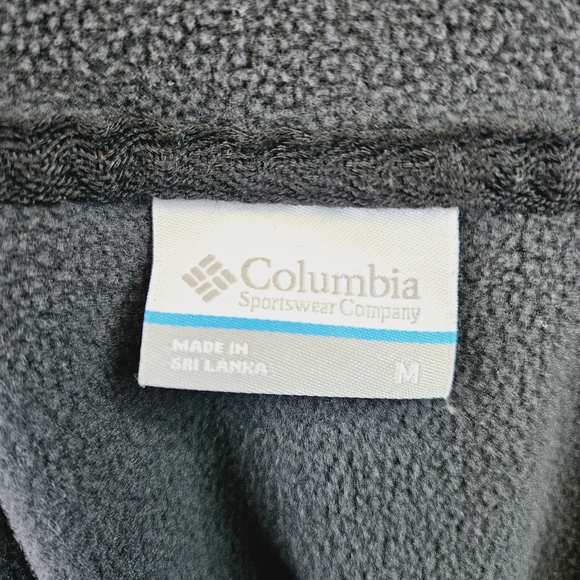 Columbia
Sportswear Company
MADE IN
SRI LANKA
M